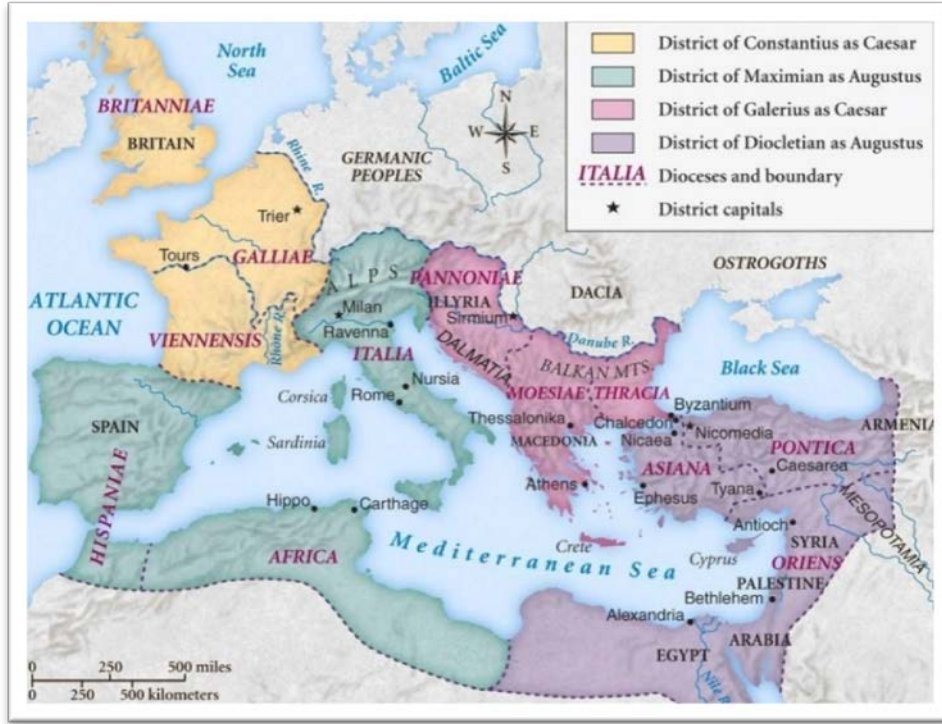 North
Sea
Baltic Sea
District of Constantius as Caesar
District of Maximian as Augustus
District of Galerius as Caesar
District of Diocletian as Augustus
ITALIA Dioceses and boundary
District capitals
N
W E
S
BRITANNIAE
BRITAIN
Rhine R.
GERMANIC
PEOPLES
Trier
Tours
GALLIAE
ALPS
PANNONIAE
ILLYRIA
Sirmium
DACIA
OSTROGOTHS
ATLANTIC
OCEAN
VIENNENSIS
Rhône R.
Milan
Ravenna
ITALIA
DALMATIA
Danube R.
BALKAN MTS.
Black Sea
Corsica
Nursia
Rome
MOESIAE
THRACIA
Byzantium
SPAIN
Sardinia
Thessalonika
MACEDONIA
Chalcedon
Nicaea
Nicomedia
PONTICA
ARMENIA
HISPANIAE
Hippo
Carthage
Athens
ASIANA
Ephesus
Caesarea
Tyana
MESOPOTAMIA
AFRICA
Mediterranean Sea
Crete
Cyprus
Antioch
SYRIA
ORIENS
PALESTINE
Bethlehem
Alexandria
EGYPT
ARABIA
Nile R.
0 250 500 miles
0 250 500 kilometers